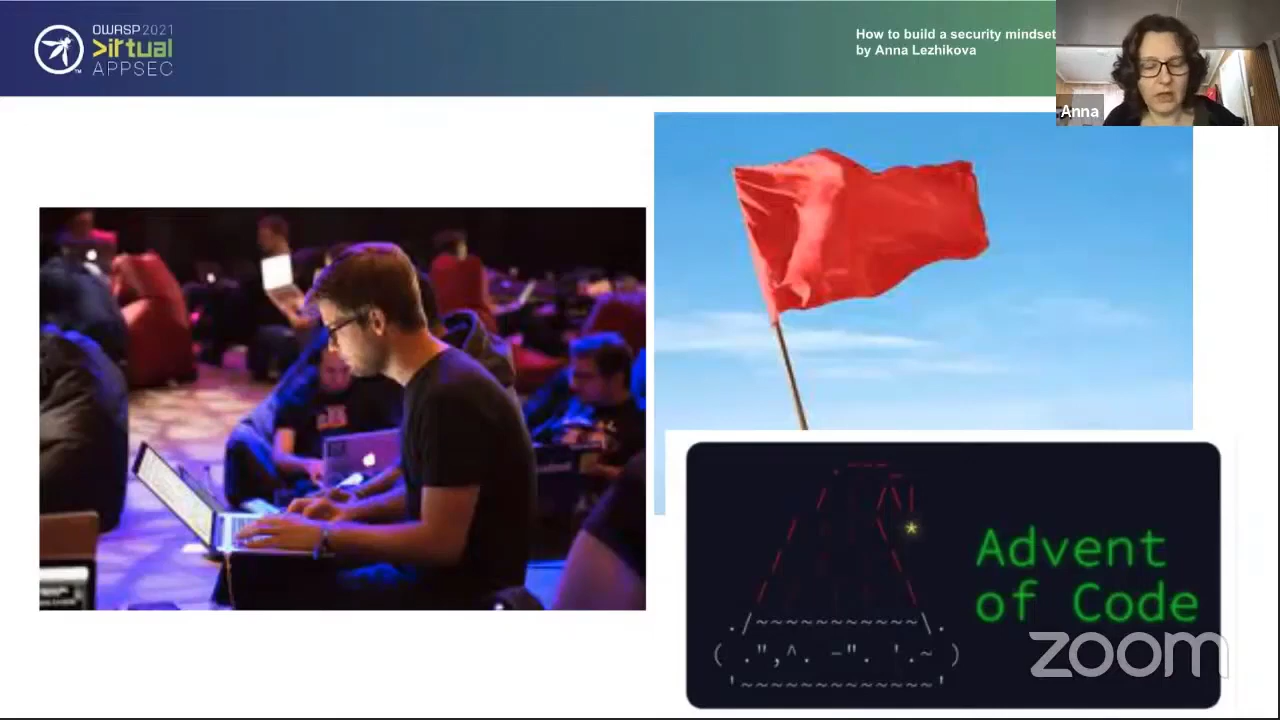 OWASP 2021
>irtual
APPSEC
How to build a security mindset
by Anna Lezhikova
Anna
Advent
of Code
zoom